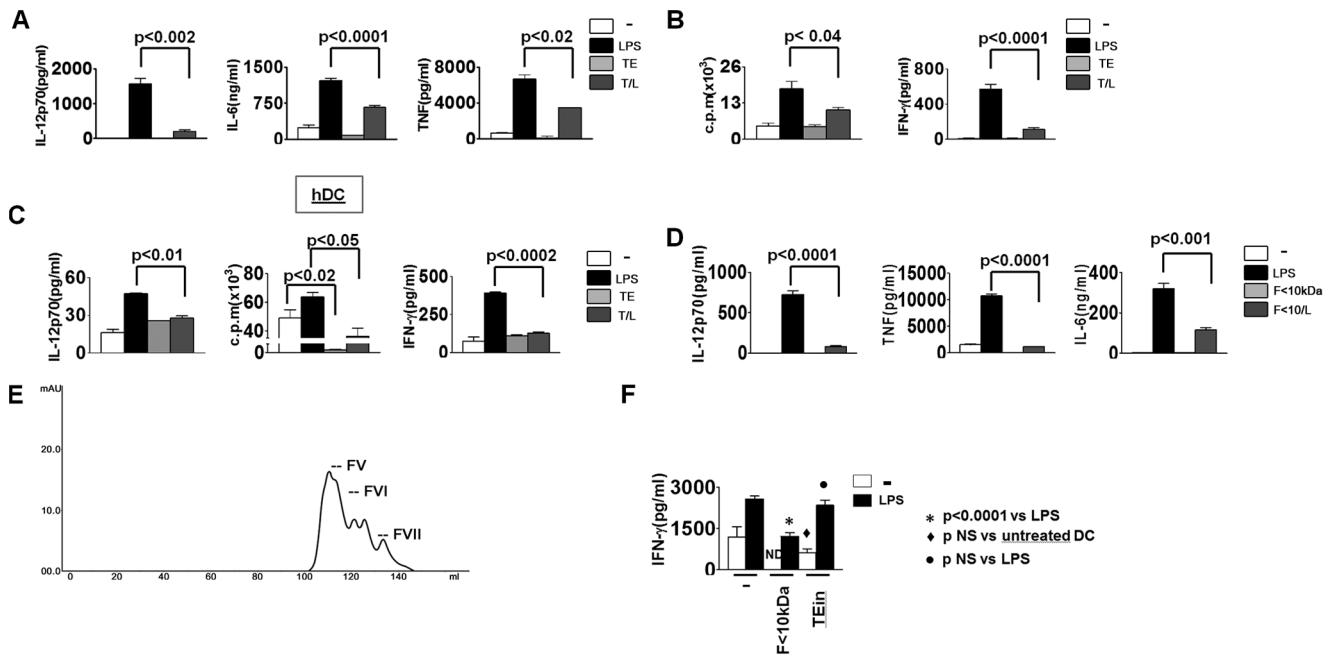 A
p<0.002
IL-12p70(pg/ml)
2000
1000
0
p<0.0001
IL-6(ng/ml)
1500
750
0
p<0.02
TNF(pg/ml)
8000
4000
0
-
LPS
TE
T/L
B
p< 0.04
c.p.m(x10³)
26
13
0
p<0.0001
IFN-γ(pg/ml)
800
600
400
200
0
-
LPS
TE
T/L
hDC
C
p<0.01
IL-12p70(pg/ml)
60
30
0
p<0.05
p<0.02
c.p.m(x10³)
80
60
40
0
p<0.0002
IFN-γ(pg/ml)
500
250
0
-
LPS
TE
T/L
D
p<0.0001
IL-12p70(pg/ml)
1000
500
0
p<0.0001
TNF(pg/ml)
15000
10000
5000
0
p<0.001
IL-6(ng/ml)
400
200
0
-
LPS
F<10kDa
F<10/L
E
mAU
20.0
10.0
00.0
-- FV
-- FVI
-- FVII
0 20 40 60 80 100 120 140 ml
F
IFN-γ(pg/ml)
3000
1500
0
*
♦
●
ND
-
F<10kDa
TEin
-
LPS
* p<0.0001 vs LPS
♦ p NS vs untreated DC
● p NS vs LPS